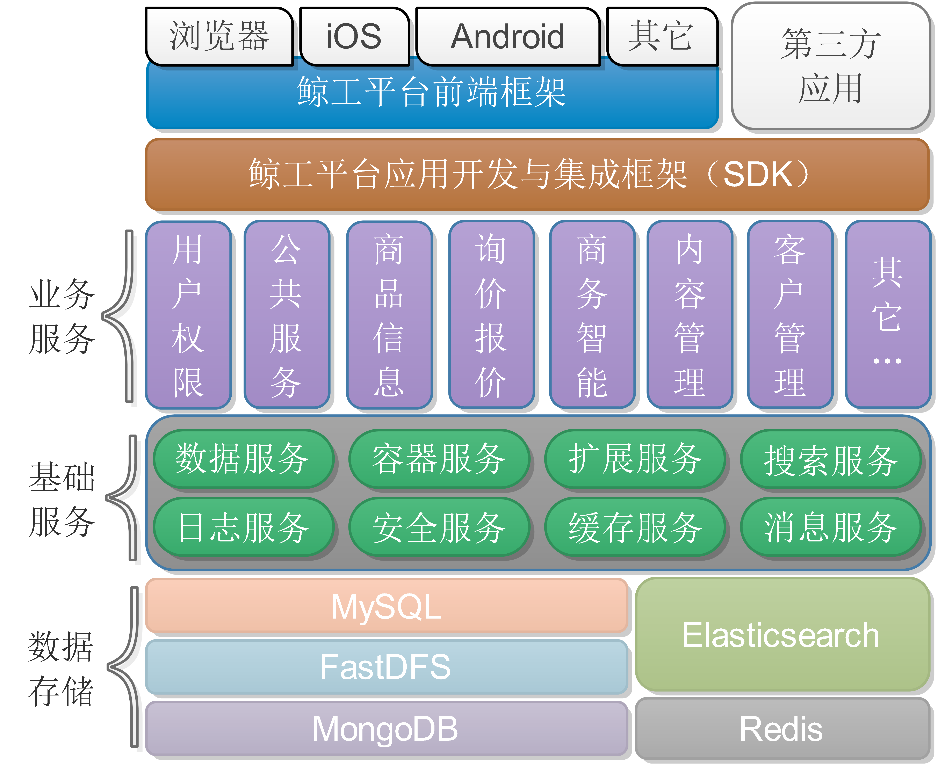 浏览器
iOS
Android
其它
第三方
应用
鲸工平台前端框架
鲸工平台应用开发与集成框架（SDK）
业务
服务
用户权限
公共服务
商品信息
询价报价
商务智能
内容管理
客户管理
其它...
基础
服务
数据服务
容器服务
扩展服务
搜索服务
日志服务
安全服务
缓存服务
消息服务
数据
存储
MySQL
FastDFS
MongoDB
Elasticsearch
Redis